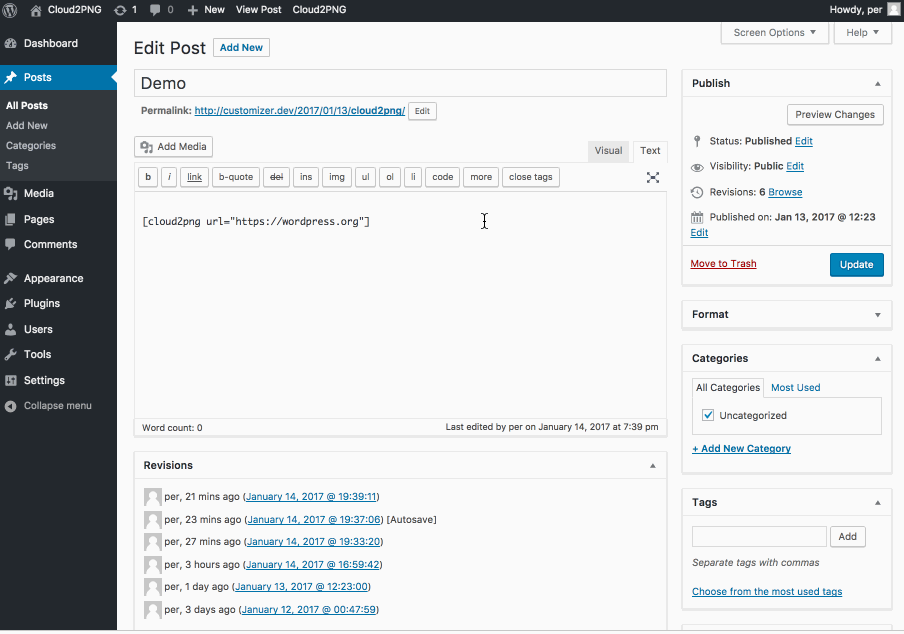 Cloud2PNG 1 0 New View Post Cloud2PNG Howdy, per
Screen Options Help
Dashboard
Posts
All Posts
Add New
Categories
Tags
Media
Pages
Comments
Appearance
Plugins
Users
Tools
Settings
Collapse menu
Edit Post Add New
Demo
Permalink: http://customizer.dev/2017/01/13/cloud2png/ Edit
Add Media
Visual Text
b i link b-quote del ins img ul ol li code more close tags
[cloud2png url="https://wordpress.org"]
Word count: 0 Last edited by per on January 14, 2017 at 7:39 pm
Revisions
per, 21 mins ago (January 14, 2017 @ 19:39:11)
per, 23 mins ago (January 14, 2017 @ 19:37:06) [Autosave]
per, 27 mins ago (January 14, 2017 @ 19:33:20)
per, 3 hours ago (January 14, 2017 @ 16:59:42)
per, 1 day ago (January 13, 2017 @ 12:23:00)
per, 3 days ago (January 12, 2017 @ 00:47:59)
Publish
Preview Changes
Status: Published Edit
Visibility: Public Edit
Revisions: 6 Browse
Published on: Jan 13, 2017 @ 12:23
Edit
Move to Trash Update
Format
Categories
All Categories Most Used
Uncategorized
+ Add New Category
Tags
Add
Separate tags with commas
Choose from the most used tags